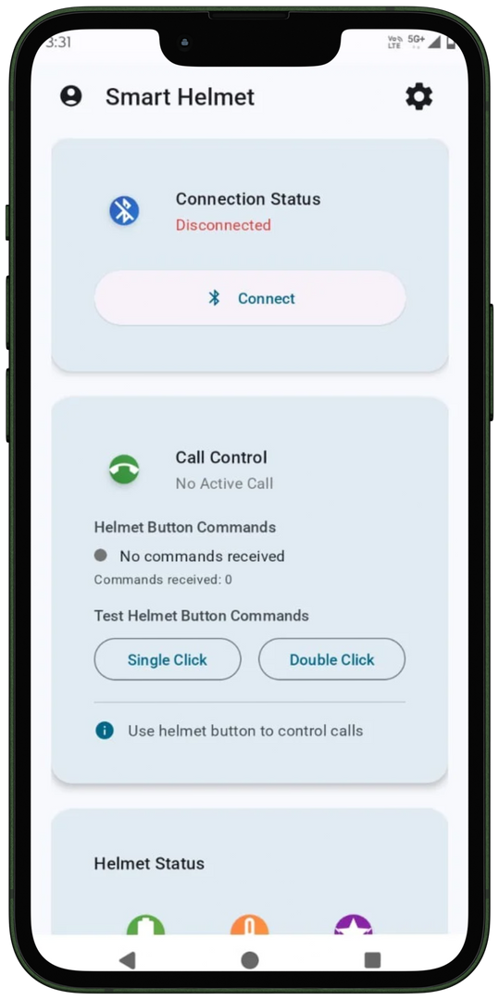 3:31
Vo LTE 5G+
Smart Helmet
Connection Status
Disconnected
Connect
Call Control
No Active Call
Helmet Button Commands
No commands received
Commands received: 0
Test Helmet Button Commands
Single Click
Double Click
Use helmet button to control calls
Helmet Status